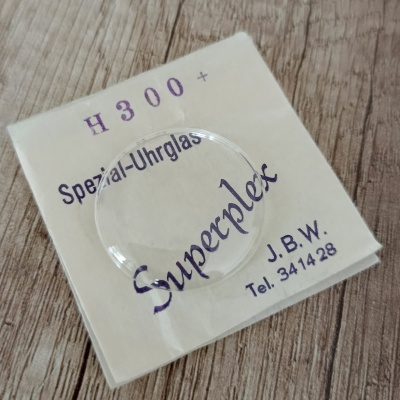 H 300 +
Spezial-Uhrglas
Superplex
J.B.W.
Tel. 341428